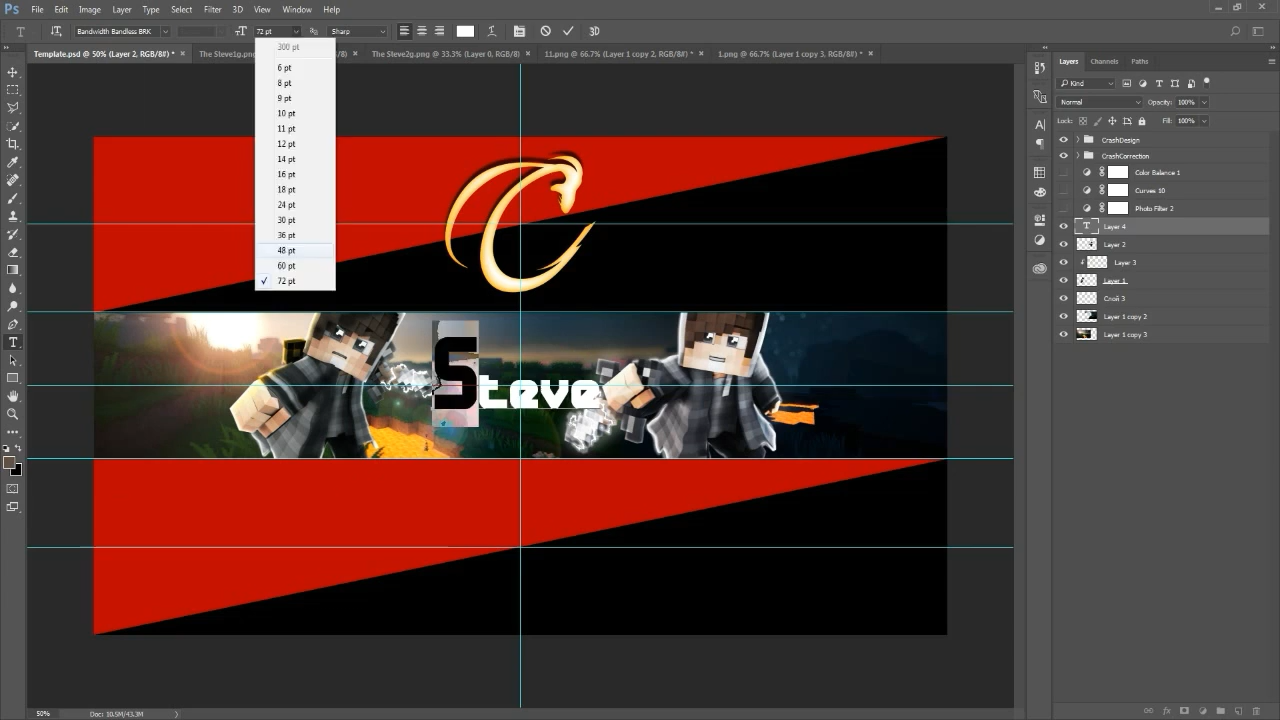 Ps File Edit Image Layer Type Select Filter 3D View Window Help
T Bandwidth Bandless BRK 72 pt Sharp 3D
Template.psd @ 50% (Layer 2, RGB/8) * × The Steve1g.png × The Steve2g.png @ 33.3% (Layer 0, RGB/8) × 11.png @ 66.7% (Layer 1 copy 2, RGB/8) * × 1.png @ 66.7% (Layer 1 copy 3, RGB/8) * ×
300 pt
6 pt
8 pt
9 pt
10 pt
11 pt
12 pt
14 pt
16 pt
18 pt
24 pt
30 pt
36 pt
48 pt
60 pt
72 pt
C
Steve
Layers Channels Paths
Kind
Normal Opacity: 100%
Lock: Fill: 100%
CrashDesign
CrashCorrection
Color Balance 1
Curves 10
Photo Filter 2
T Layer 4
Layer 2
Layer 3
Layer 1
Слой 3
Layer 1 copy 2
Layer 1 copy 3
50% Doc: 10.5M/43.3M